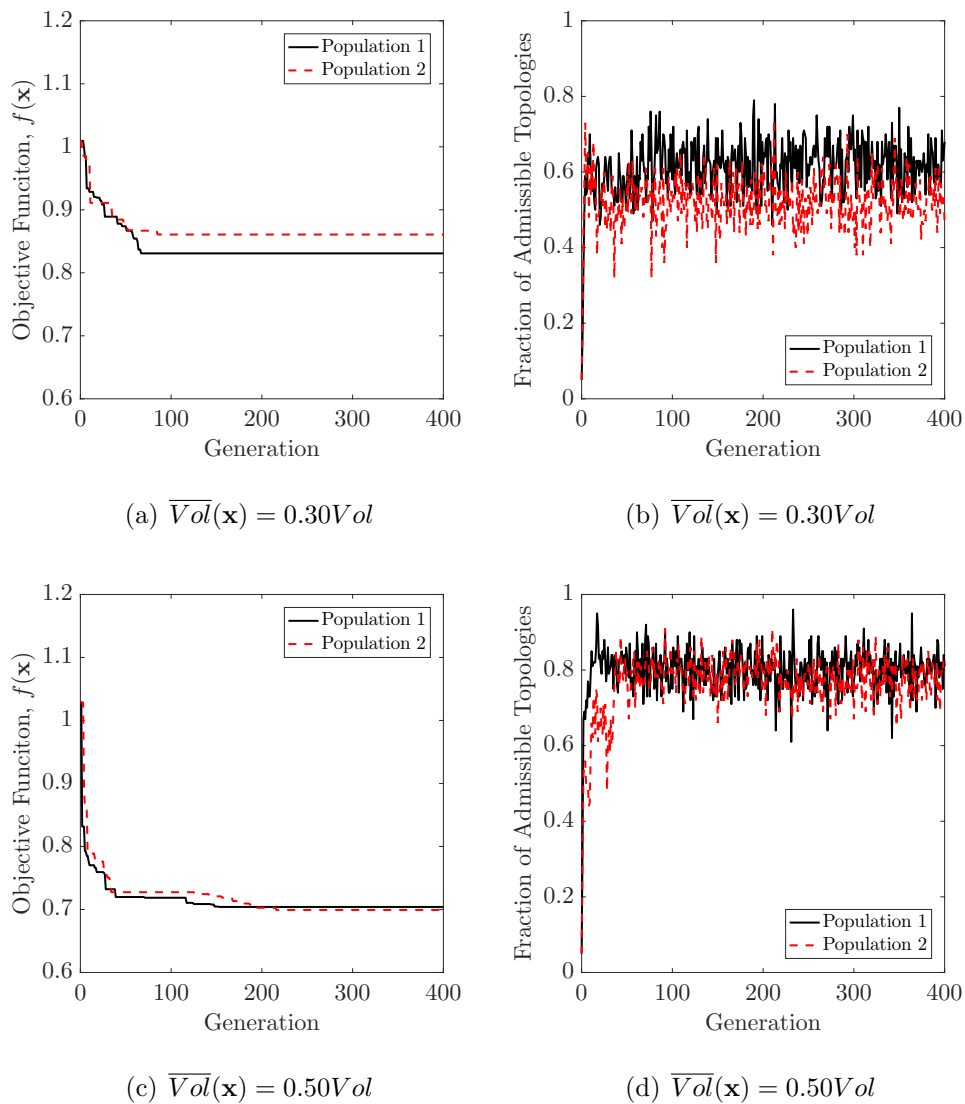 1.2
1.1
1
0.9
0.8
0.7
0.6
Objective Funciton, f(x)
Population 1
Population 2
0 100 200 300 400
Generation
(a) \overline{Vol}(x) = 0.30Vol
1
0.8
0.6
0.4
0.2
0
Fraction of Admissible Topologies
Population 1
Population 2
0 100 200 300 400
Generation
(b) \overline{Vol}(x) = 0.30Vol
1.2
1.1
1
0.9
0.8
0.7
0.6
Objective Funciton, f(x)
Population 1
Population 2
0 100 200 300 400
Generation
(c) \overline{Vol}(x) = 0.50Vol
1
0.8
0.6
0.4
0.2
0
Fraction of Admissible Topologies
Population 1
Population 2
0 100 200 300 400
Generation
(d) \overline{Vol}(x) = 0.50Vol